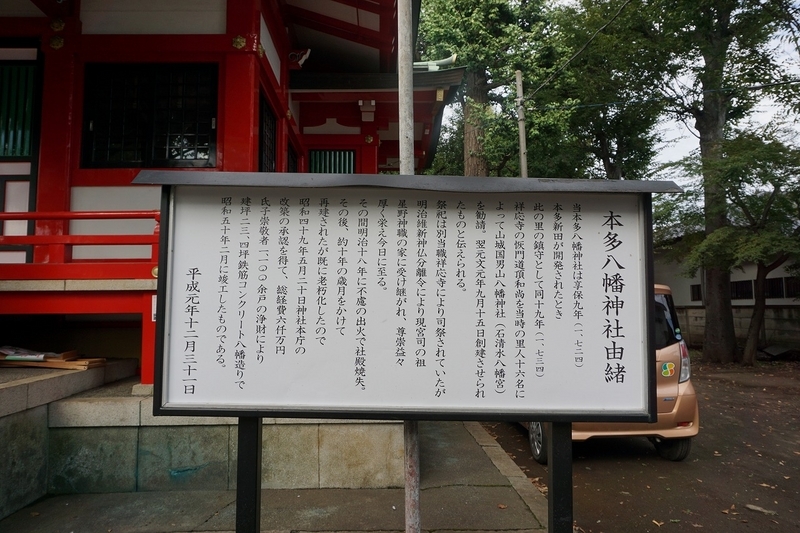 本多八幡神社由緒
当本多八幡神社は享保九年（一、七二四）
本多新田が開発されたとき
此の里の鎮守として同十九年（一、七三四）
祥応寺の恢門道頂和尚を当時の里人十六名に
よって山城国男山八幡神社（石清水八幡宮）
を勧請。翌元文元年九月十五日創建させられ
たものと伝えられる。
祭祀は別当職祥応寺により司祭されていたが
明治維新神仏分離令により現宮司の祖
星野神職の家に受け継がれ、尊崇益々
厚く栄え今日に至る。
その間明治十八年に不慮の出火で社殿焼失。
その後、約十年の歳月をかけて
再建されたが既に老朽化したので
昭和四十九年五月二十日神社本庁の
改築の承認を得て、総経費六千万円
氏子崇敬者一、一〇〇余戸の浄財により
建坪二三、四坪鉄筋コンクリート八幡造りで
昭和五十年二月に竣工したものである。
平成元年十二月三十一日